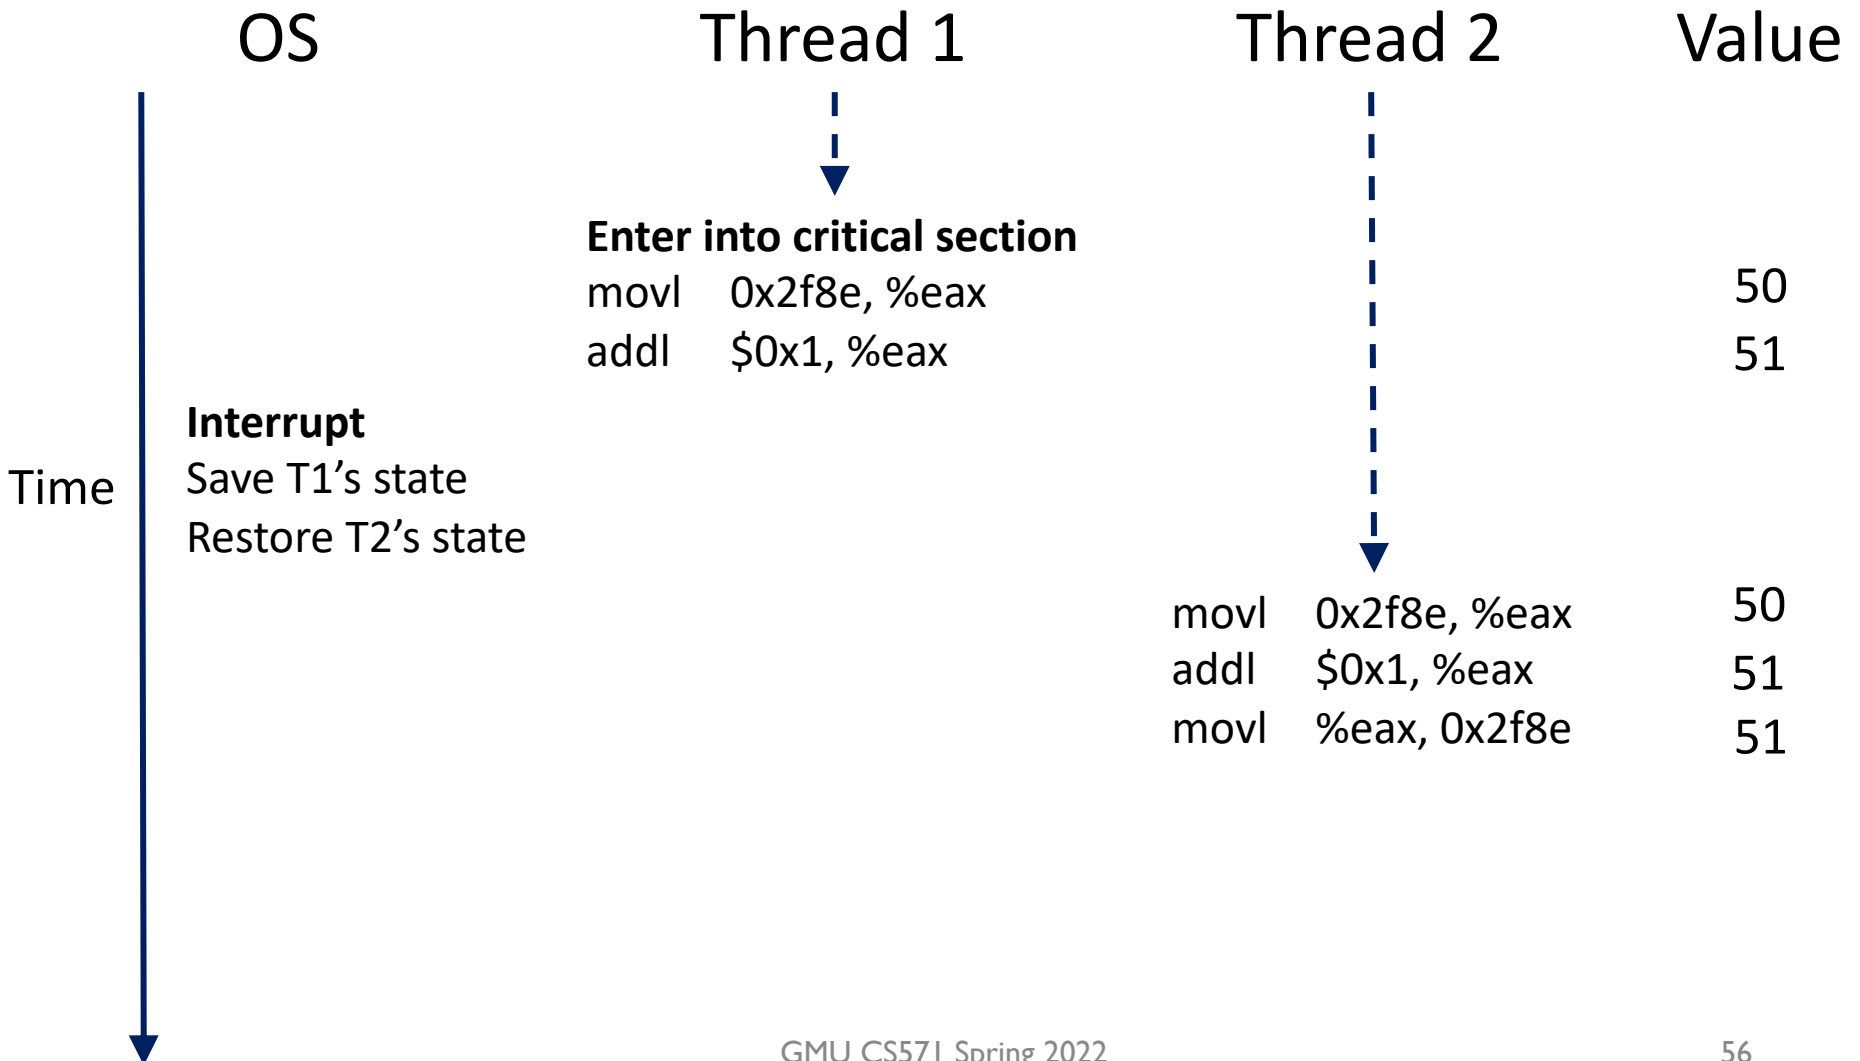 OS Thread 1 Thread 2 Value
Enter into critical section
movl 0x2f8e, %eax 50
addl $0x1, %eax 51
Interrupt
Time Save T1’s state
Restore T2’s state
movl 0x2f8e, %eax 50
addl $0x1, %eax 51
movl %eax, 0x2f8e 51
GMU CS571 Spring 2022 56